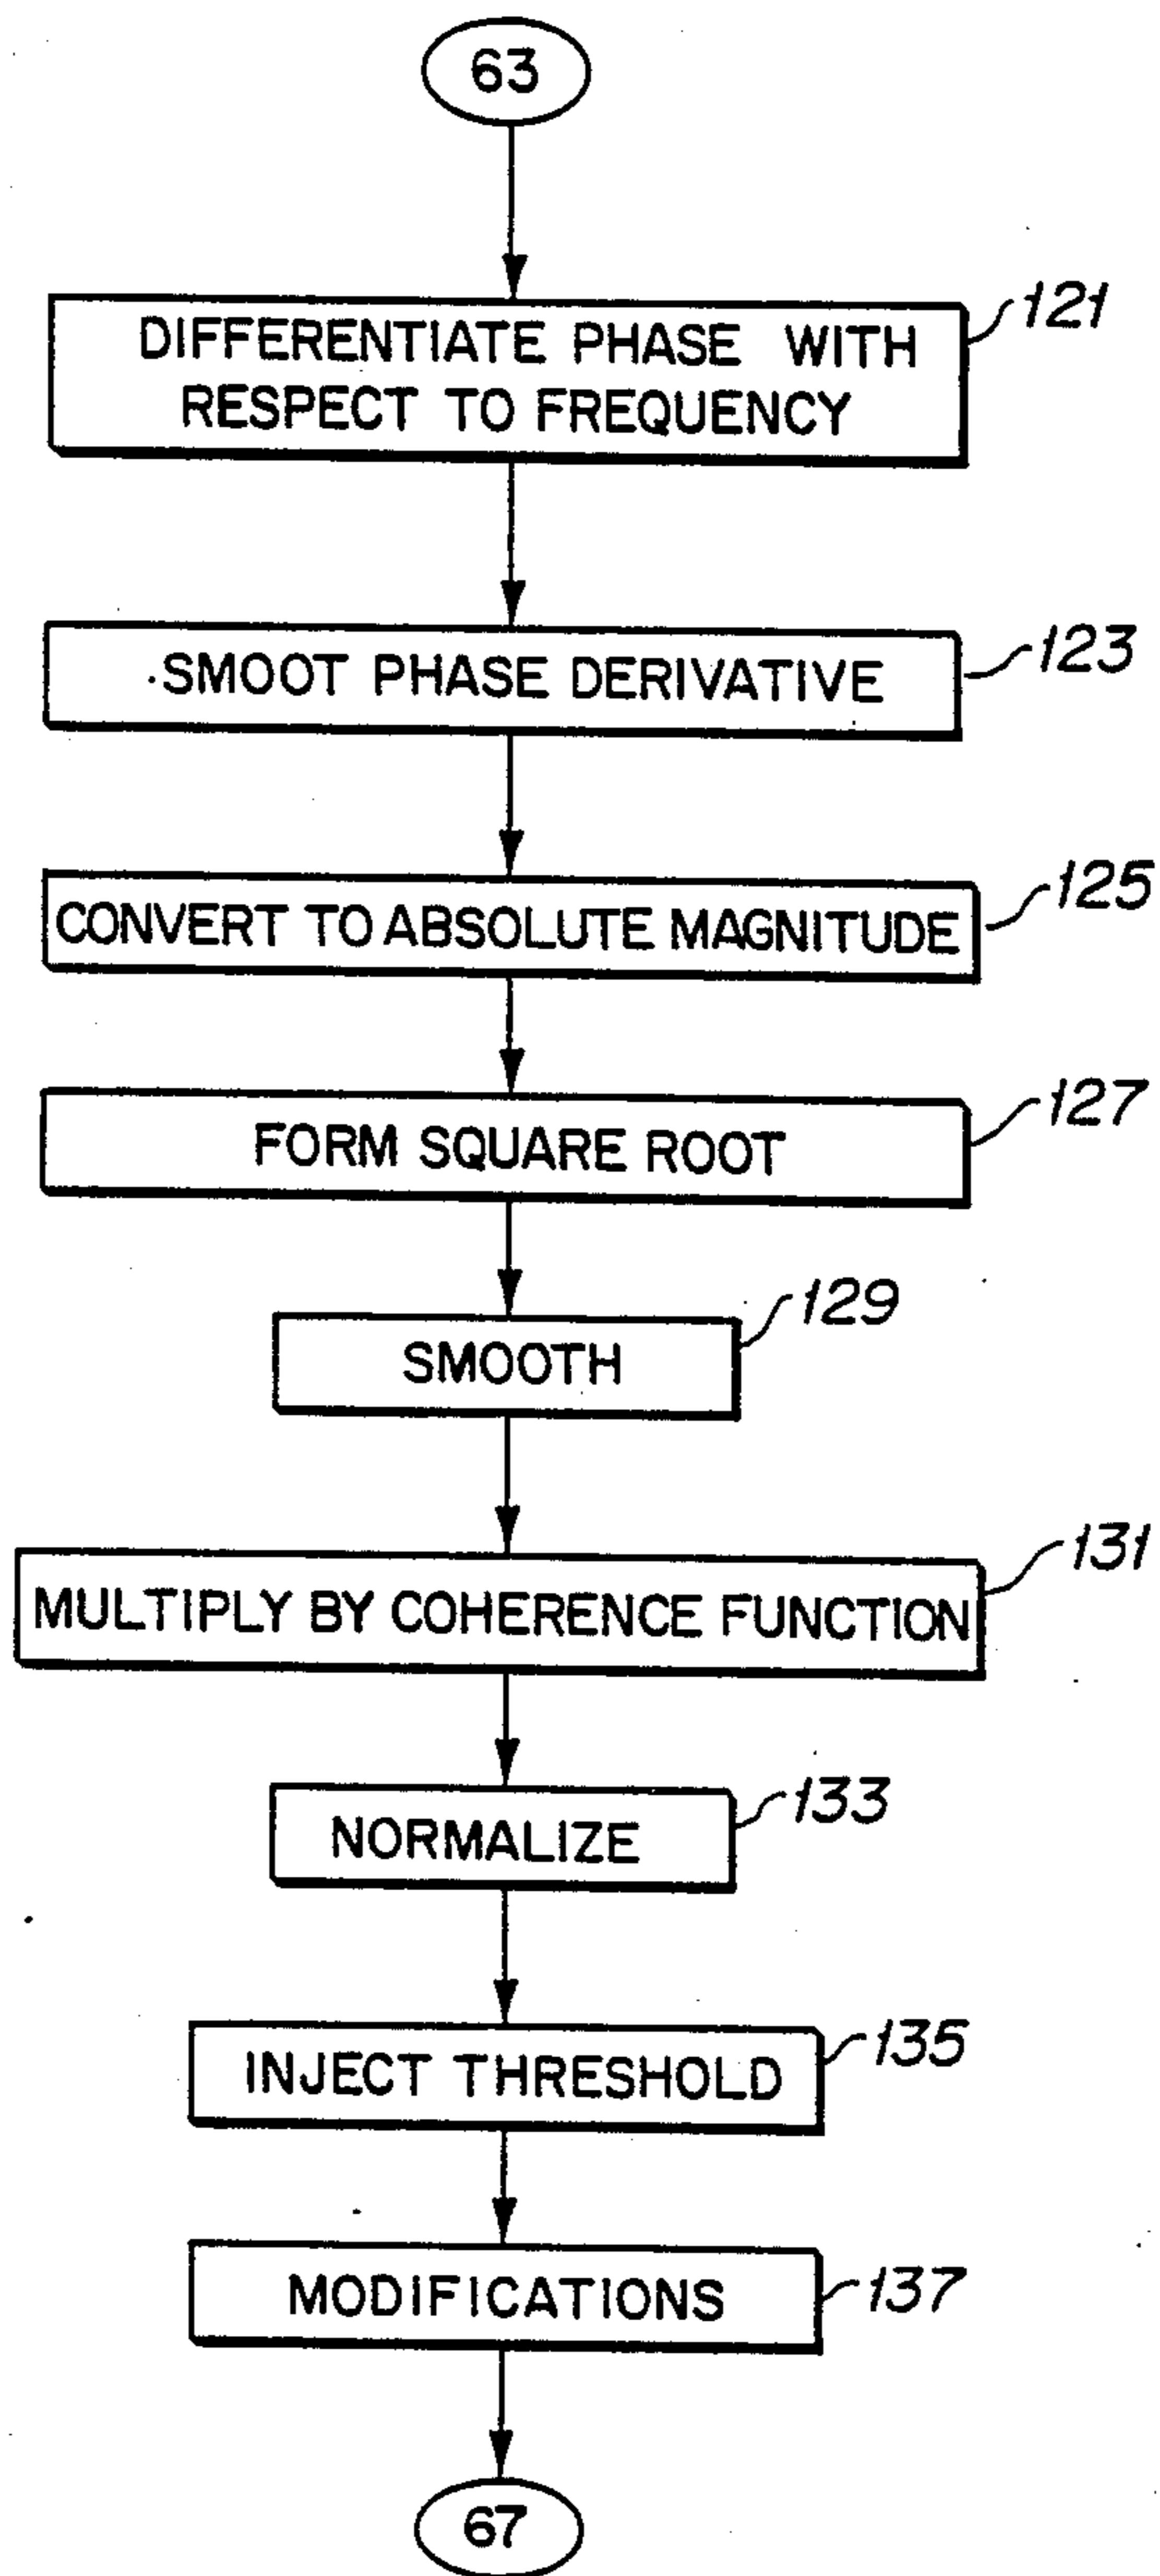 63
121
DIFFERENTIATE PHASE WITH
RESPECT TO FREQUENCY
123
SMOOT PHASE DERIVATIVE
125
CONVERT TO ABSOLUTE MAGNITUDE
127
FORM SQUARE ROOT
129
SMOOTH
131
MULTIPLY BY COHERENCE FUNCTION
133
NORMALIZE
135
INJECT THRESHOLD
137
MODIFICATIONS
67